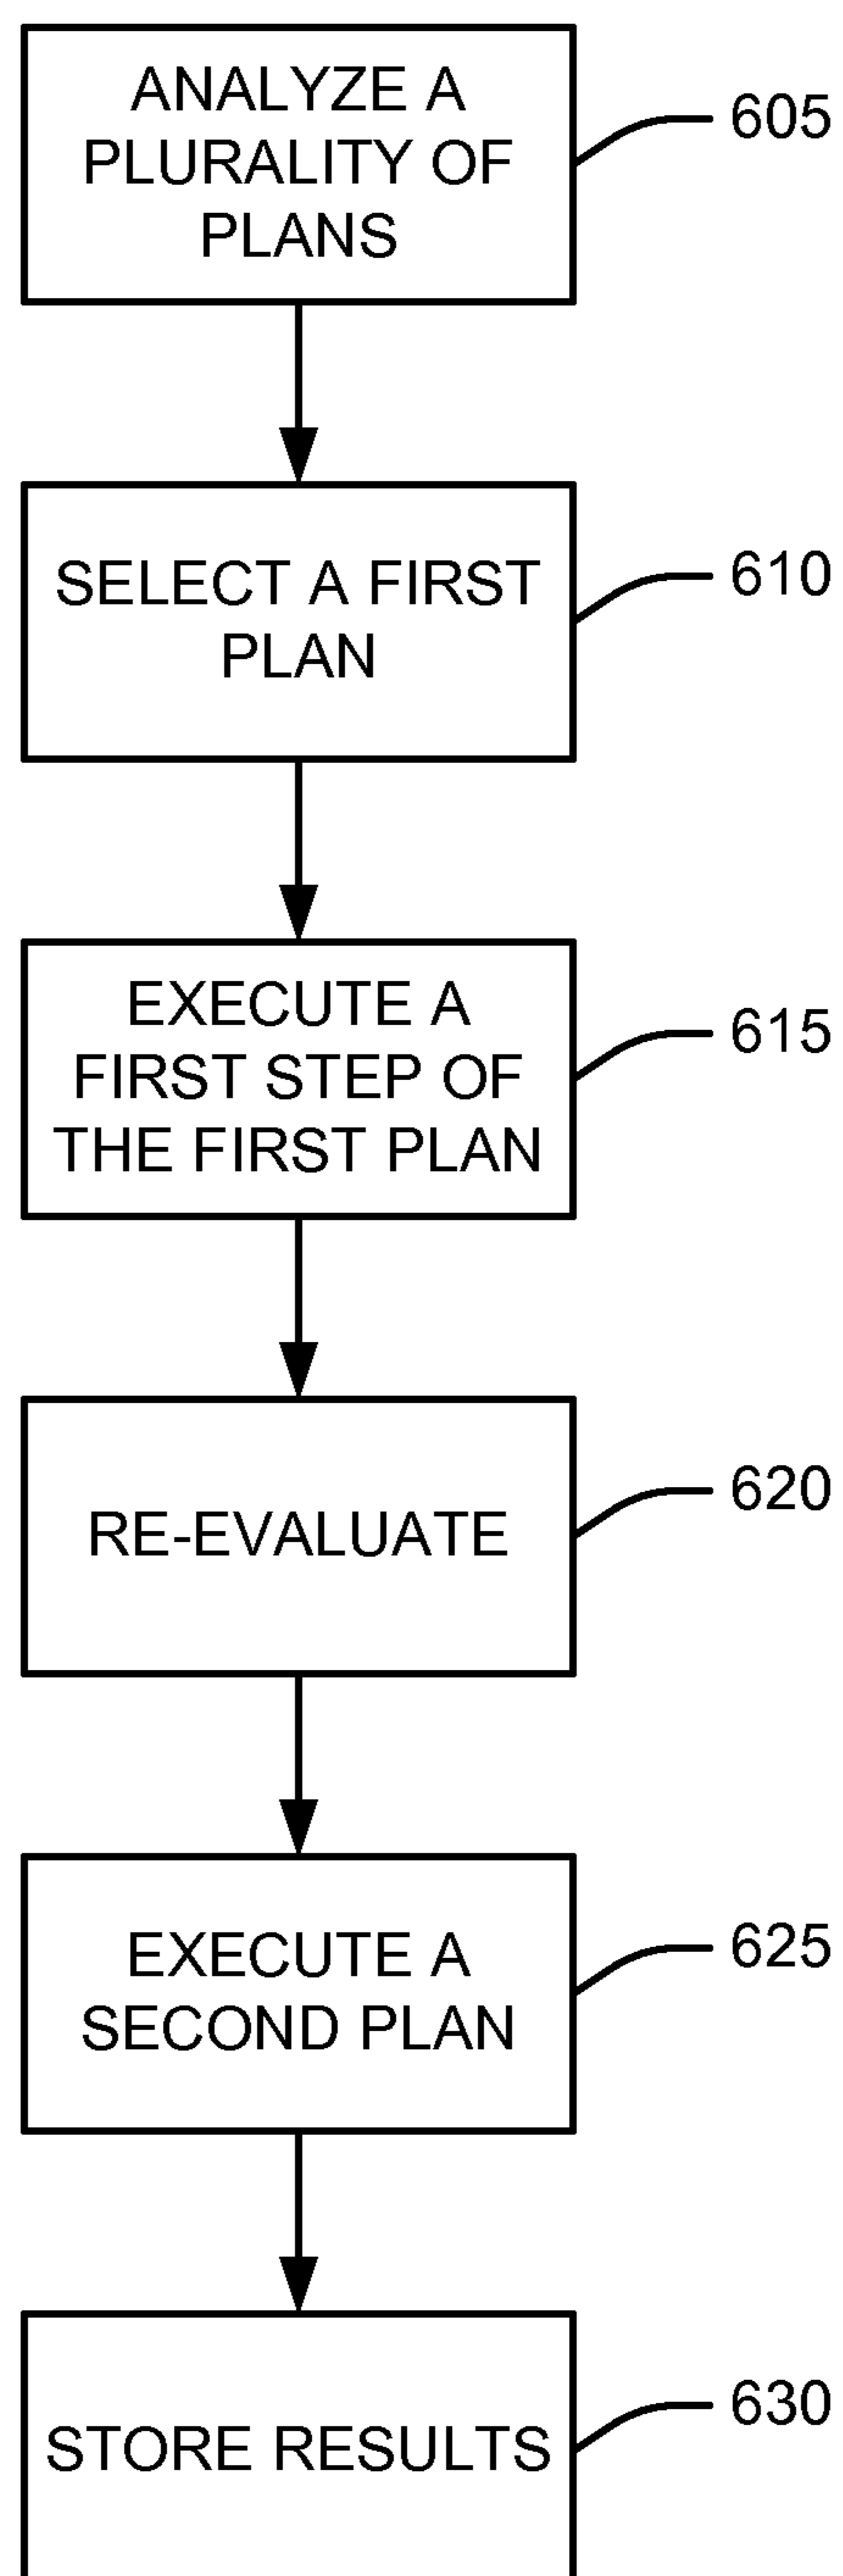 ANALYZE A
PLURALITY OF
PLANS
605
SELECT A FIRST
PLAN
610
EXECUTE A
FIRST STEP OF
THE FIRST PLAN
615
RE-EVALUATE
620
EXECUTE A
SECOND PLAN
625
STORE RESULTS
630